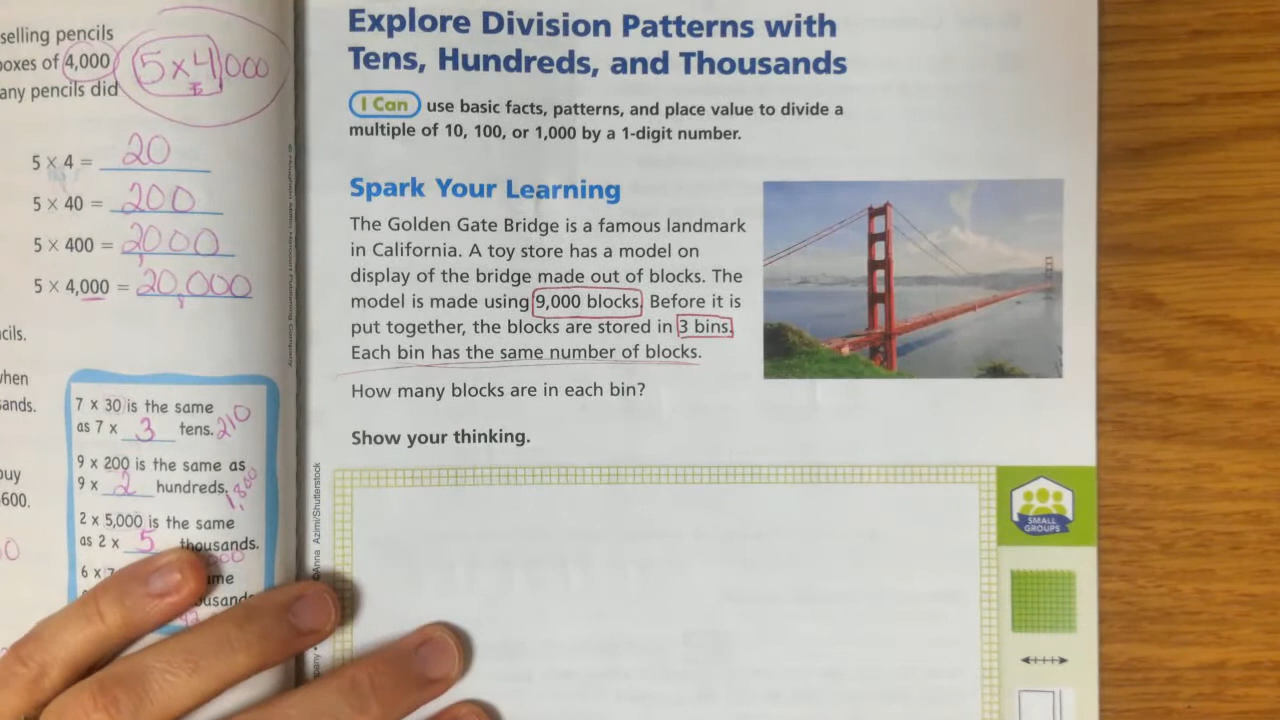 selling pencils
boxes of 4,000
any pencils did
5 x 4 000
5 × 4 = 20
5 × 40 = 200
5 × 400 = 2000
5 × 4,000 = 20,000
cils.
when
sands.
7 x 30 is the same
as 7 x 3 tens. 210
9 x 200 is the same as
9 x 2 hundreds. 1,800
buy
600.
2 x 5,000 is the same
as 2 x 5 thousands.
6 x
Explore Division Patterns with
Tens, Hundreds, and Thousands
I Can use basic facts, patterns, and place value to divide a
multiple of 10, 100, or 1,000 by a 1-digit number.
Spark Your Learning
The Golden Gate Bridge is a famous landmark
in California. A toy store has a model on
display of the bridge made out of blocks. The
model is made using 9,000 blocks. Before it is
put together, the blocks are stored in 3 bins.
Each bin has the same number of blocks.
How many blocks are in each bin?
Show your thinking.
SMALL
GROUPS
© Houghton Mifflin Harcourt Publishing Company
©Anna Azimi/Shutterstock